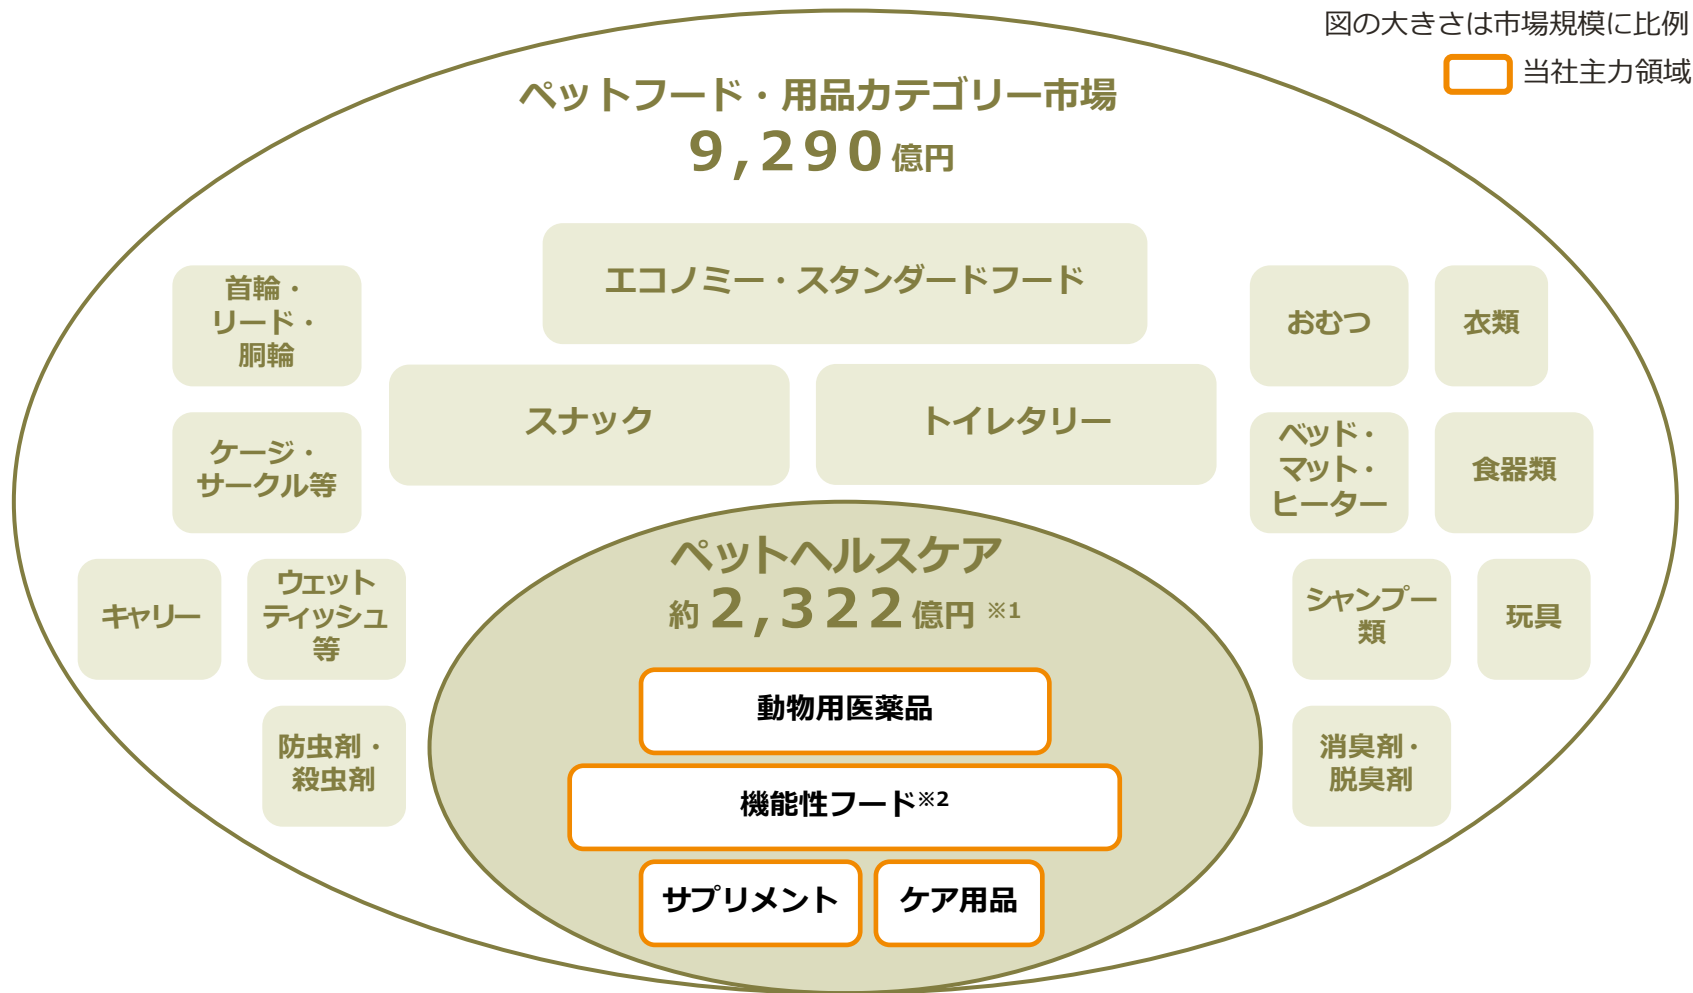 図の大きさは市場規模に比例
当社主力領域
ペットフード・用品カテゴリー市場
9,290億円
エコノミー・スタンダードフード
首輪・
リード・
胴輪
おむつ
衣類
スナック
トイレタリー
ケージ・
サークル等
ベッド・
マット・
ヒーター
食器類
ペットヘルスケア
約2,322億円 ※1
キャリー
ウェット
ティッシュ
等
シャンプー
類
玩具
動物用医薬品
防虫剤・
殺虫剤
消臭剤・
脱臭剤
機能性フード※2
サプリメント
ケア用品